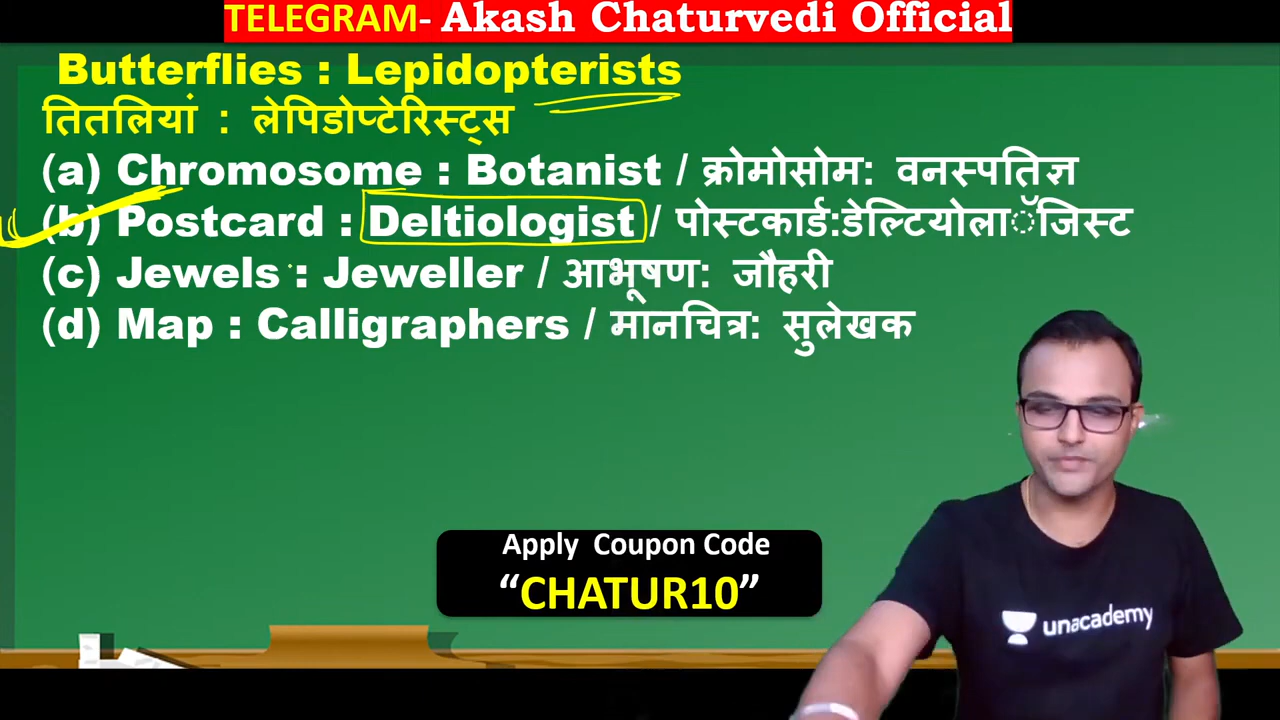 TELEGRAM- Akash Chaturvedi Official
Butterflies : Lepidopterists
तितलियां : लेपिडोप्टेरिस्ट्स
(a) Chromosome : Botanist / क्रोमोसोम: वनस्पतिज्ञ
(b) Postcard : Deltiologist / पोस्टकार्ड:डेल्टियोलाॅजिस्ट
(c) Jewels : Jeweller / आभूषण: जौहरी
(d) Map : Calligraphers / मानचित्र: सुलेखक
Apply Coupon Code
“CHATUR10”
unacademy